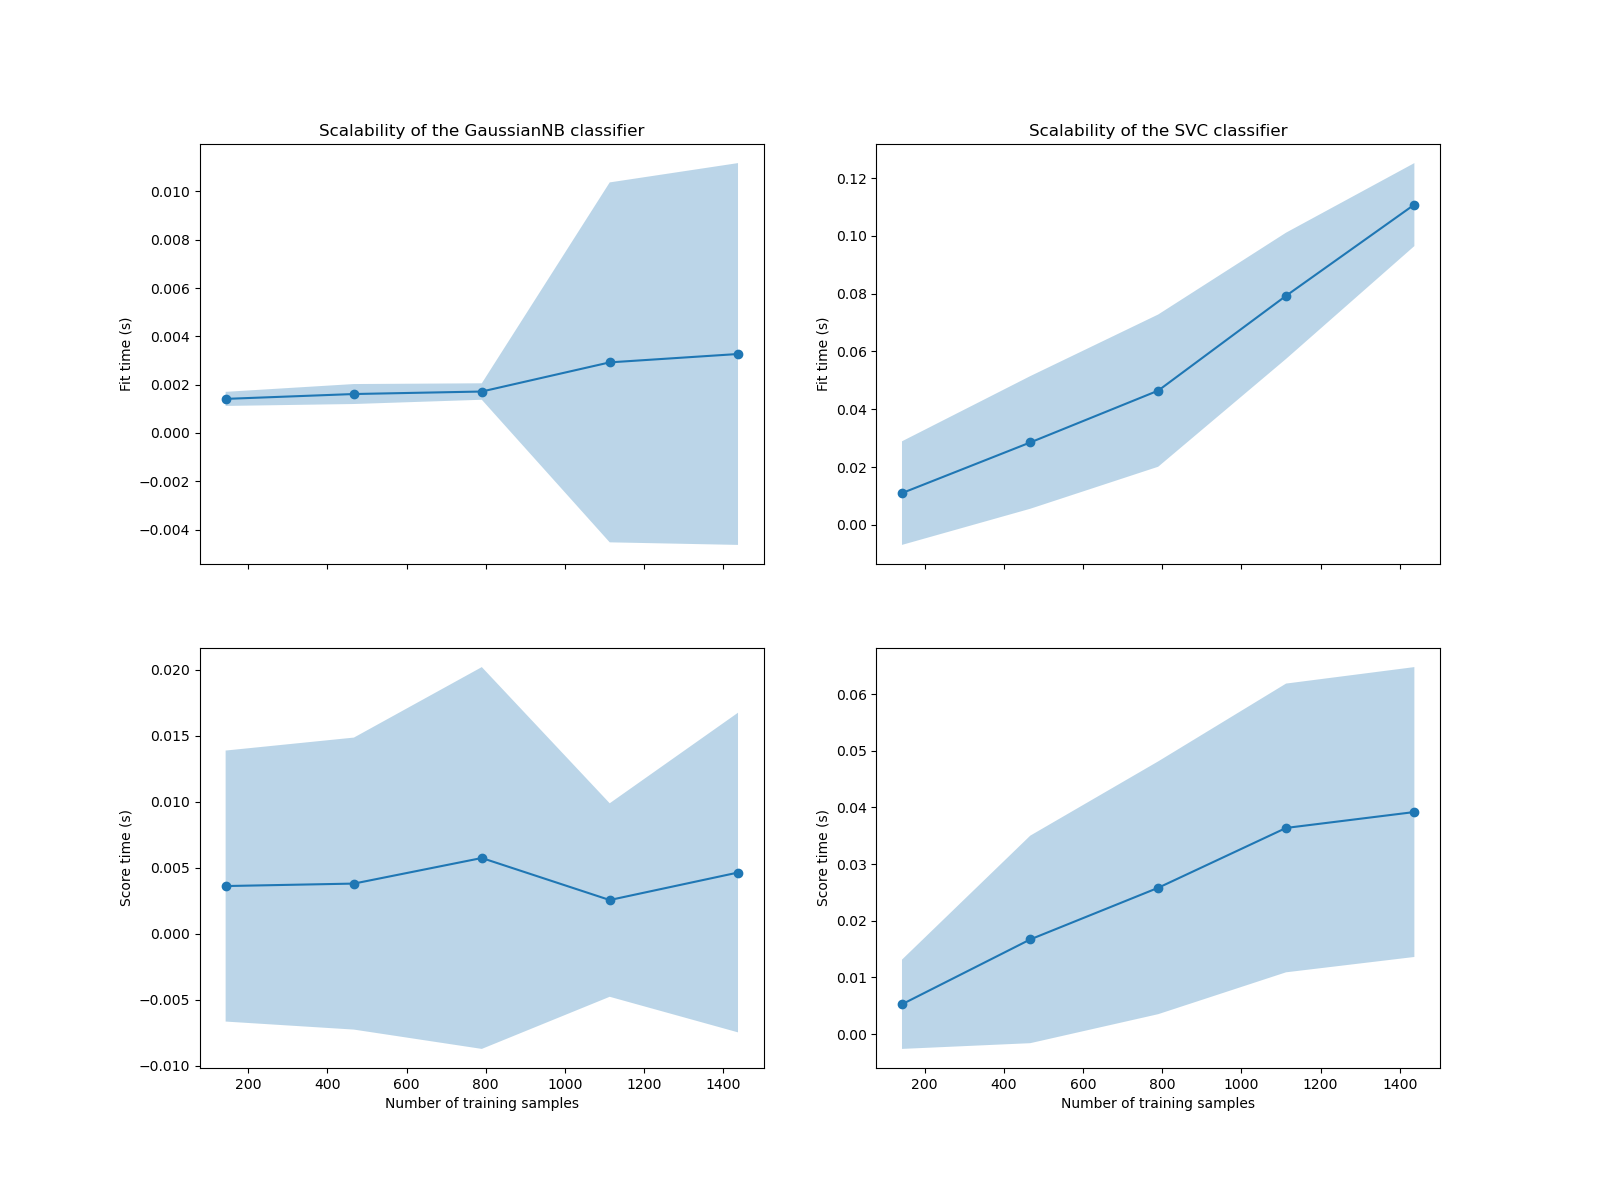 Scalability of the GaussianNB classifier
Fit time (s)
0.010
0.008
0.006
0.004
0.002
0.000
−0.002
−0.004
Scalability of the SVC classifier
Fit time (s)
0.12
0.10
0.08
0.06
0.04
0.02
0.00
Score time (s)
0.020
0.015
0.010
0.005
0.000
−0.005
−0.010
200 400 600 800 1000 1200 1400
Number of training samples
Score time (s)
0.06
0.05
0.04
0.03
0.02
0.01
0.00
200 400 600 800 1000 1200 1400
Number of training samples